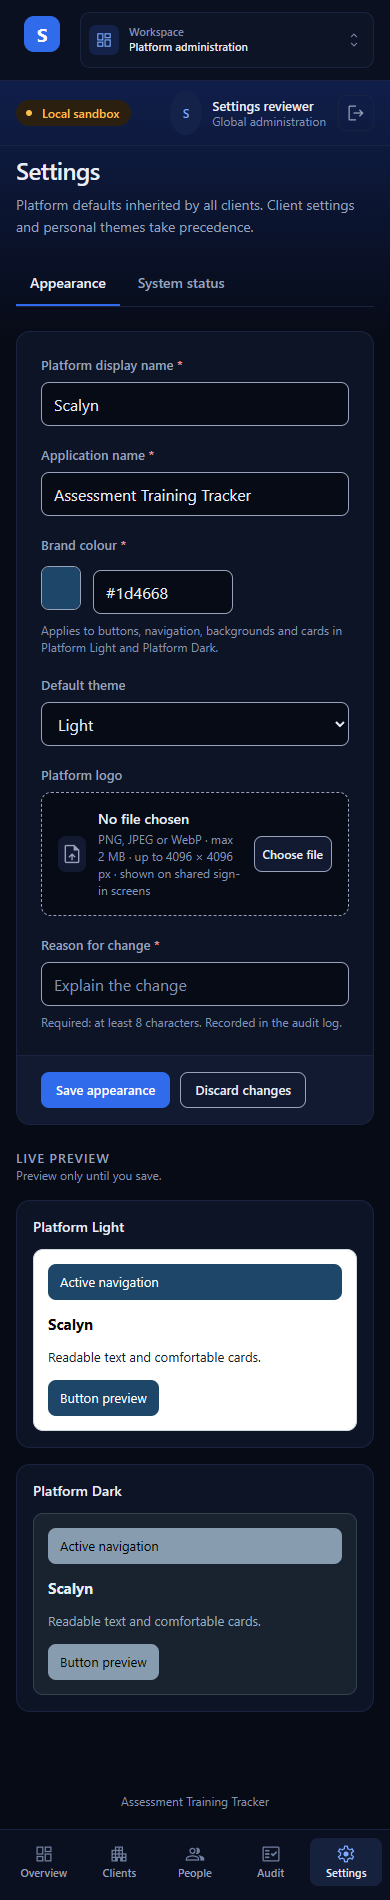 S
Workspace
Platform administration
Local sandbox
S
Settings reviewer
Global administration
Settings
Platform defaults inherited by all clients. Client settings
and personal themes take precedence.
Appearance
System status
Platform display name *
Scalyn
Application name *
Assessment Training Tracker
Brand colour *
#1d4668
Applies to buttons, navigation, backgrounds and cards in
Platform Light and Platform Dark.
Default theme
Light
Platform logo
No file chosen
PNG, JPEG or WebP · max
2 MB · up to 4096 × 4096
px · shown on shared sign-
in screens
Choose file
Reason for change *
Explain the change
Required: at least 8 characters. Recorded in the audit log.
Save appearance
Discard changes
LIVE PREVIEW
Preview only until you save.
Platform Light
Active navigation
Scalyn
Readable text and comfortable cards.
Button preview
Platform Dark
Active navigation
Scalyn
Readable text and comfortable cards.
Button preview
Assessment Training Tracker
Overview
Clients
People
Audit
Settings